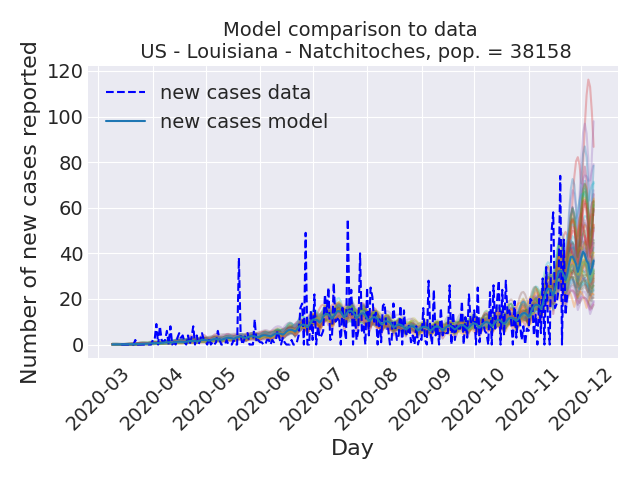 Model comparison to data
US - Louisiana - Natchitoches, pop. = 38158
Number of new cases reported
120
100
80
60
40
20
0
new cases data
new cases model
2020-03
2020-04
2020-05
2020-06
2020-07
2020-08
2020-09
2020-10
2020-11
2020-12
Day